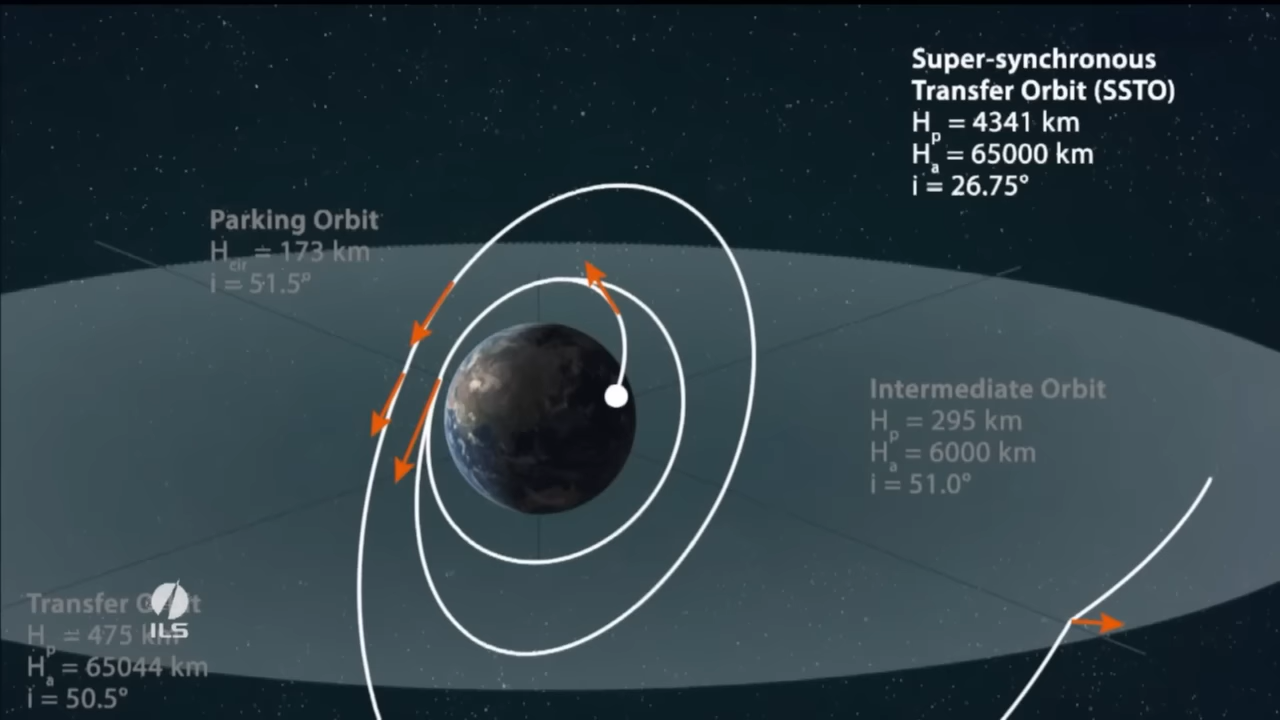 Super-synchronous
Transfer Orbit (SSTO)
Hp = 4341 km
Ha = 65000 km
i = 26.75°
Parking Orbit
Hcir = 173 km
i = 51.5°
Intermediate Orbit
Hp = 295 km
Ha = 6000 km
i = 51.0°
Transfer Orbit
Hp = 475 km
Ha = 65044 km
i = 50.5°
ILS